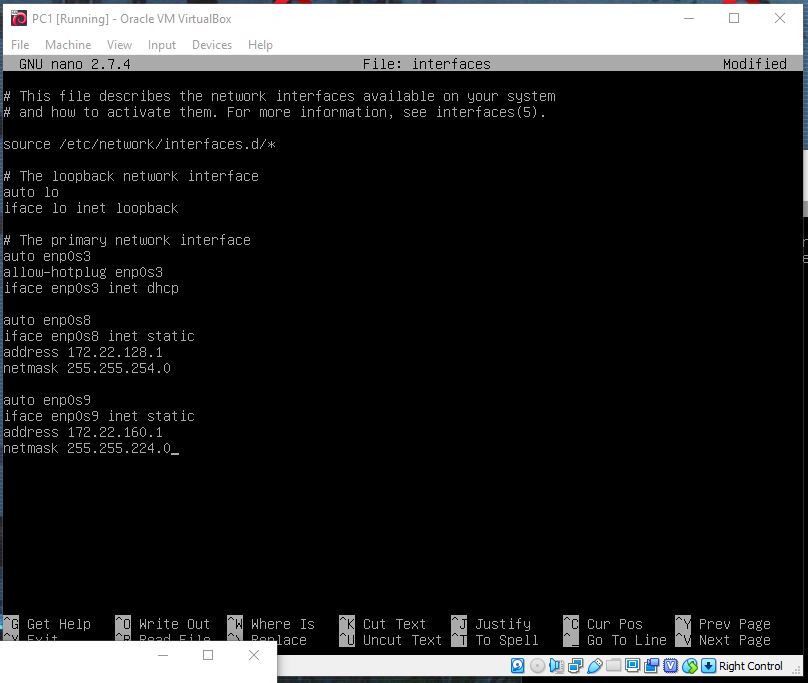 PC1 [Running] - Oracle VM VirtualBox
File Machine View Input Devices Help
GNU nano 2.7.4 File: interfaces Modified
# This file describes the network interfaces available on your system
# and how to activate them. For more information, see interfaces(5).
source /etc/network/interfaces.d/*
# The loopback network interface
auto lo
iface lo inet loopback
# The primary network interface
auto enp0s3
allow-hotplug enp0s3
iface enp0s3 inet dhcp
auto enp0s8
iface enp0s8 inet static
address 172.22.128.1
netmask 255.255.254.0
auto enp0s9
iface enp0s9 inet static
address 172.22.160.1
netmask 255.255.224.0_
^G Get Help ^O Write Out ^W Where Is ^K Cut Text ^J Justify ^C Cur Pos ^Y Prev Page
^X Exit ^R Read File ^\ Replace ^U Uncut Text ^T To Spell ^_ Go To Line ^V Next Page
Right Control